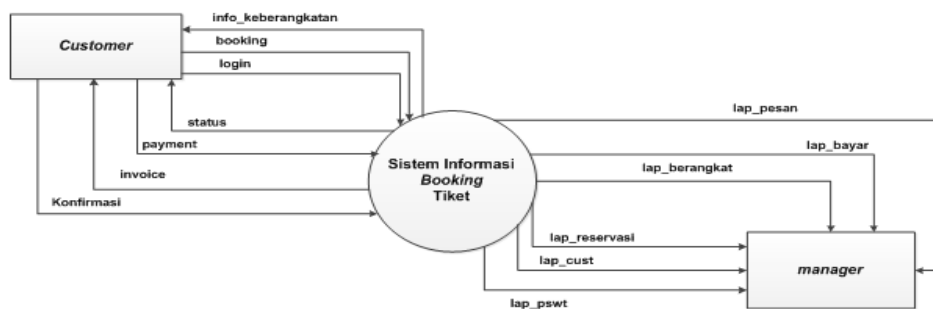 info_keberangkatan
Customer
booking
login
status
payment
invoice
Konfirmasi
Sistem Informasi
Booking
Tiket
lap_pesan
lap_bayar
lap_berangkat
lap_reservasi
lap_cust
lap_pswt
manager